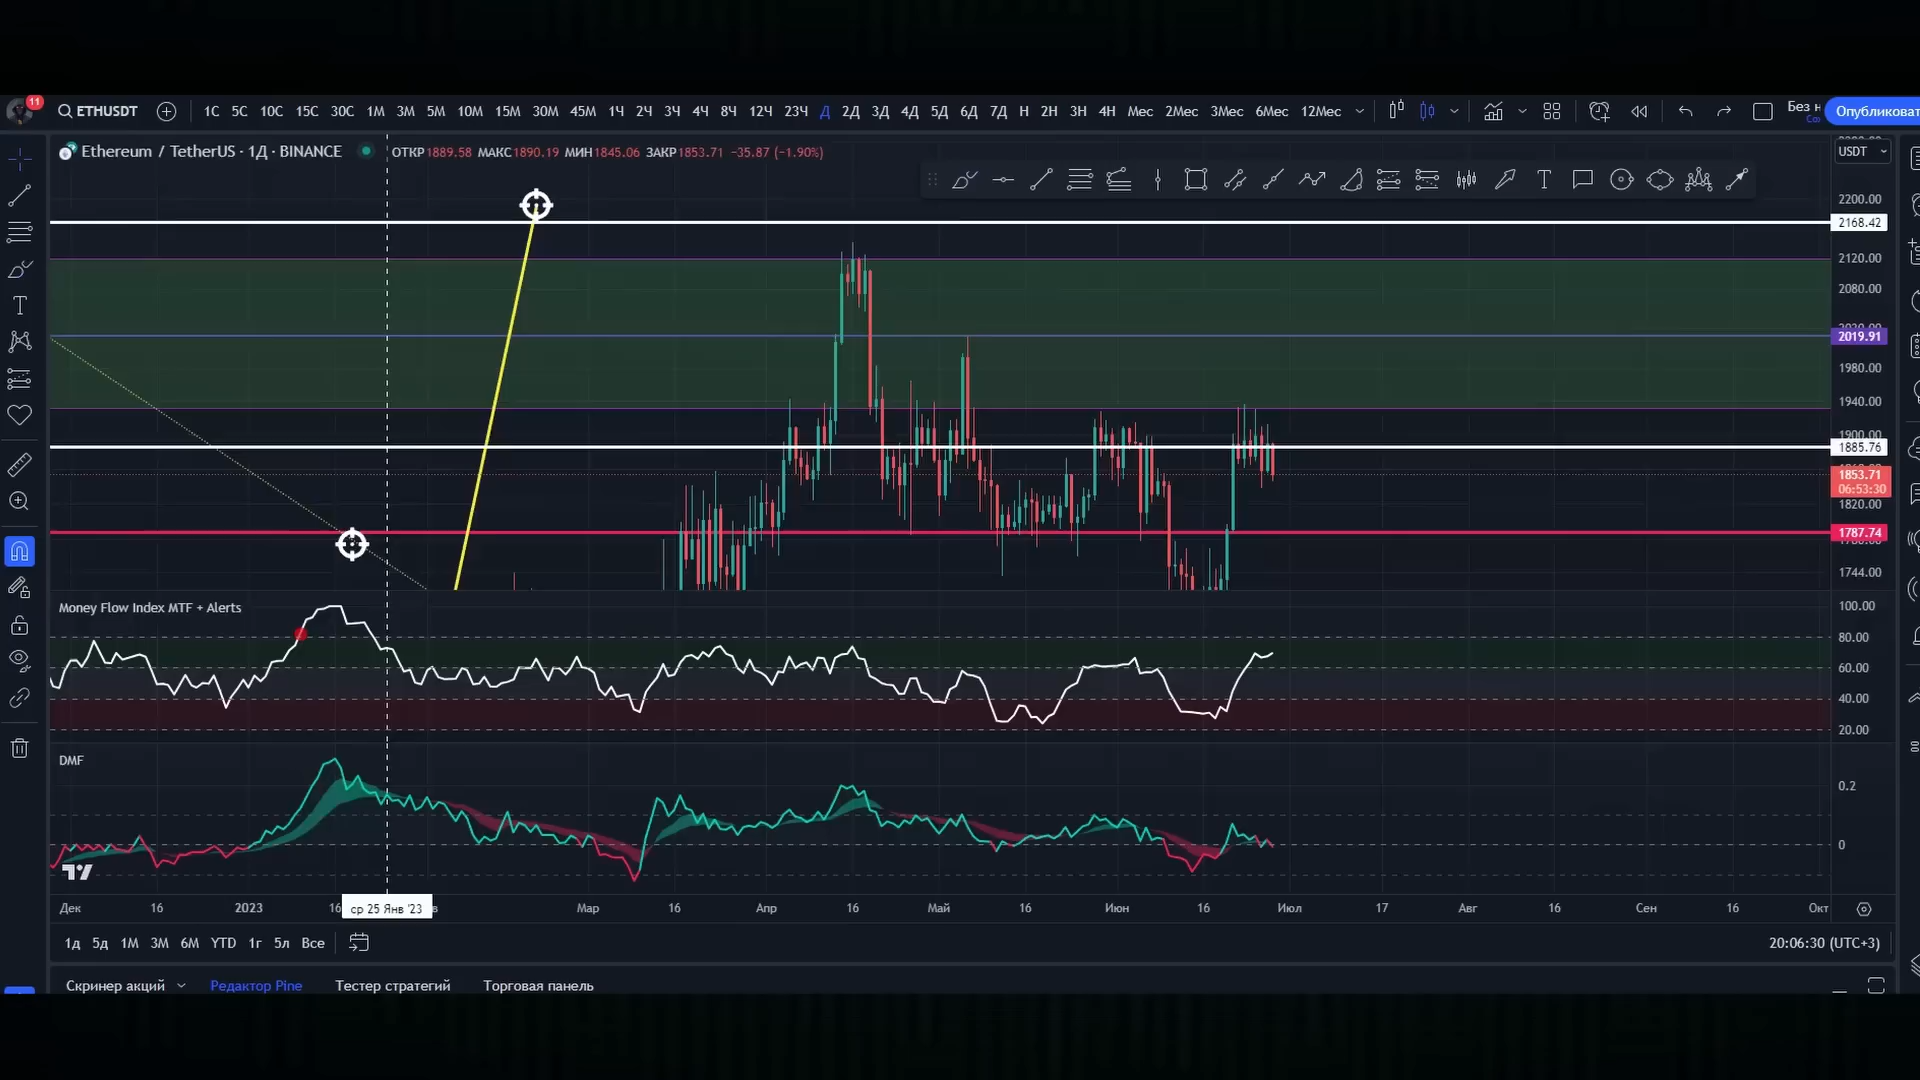 11
ETHUSDT
1С 5С 10С 15С 30С 1М 3М 5М 10М 15М 30М 45М 1Ч 2Ч 3Ч 4Ч 8Ч 12Ч 23Ч Д 2Д 3Д 4Д 5Д 6Д 7Д Н 2Н 3Н 4Н Мес 2Мес 3Мес 6Мес 12Мес
Без н
Опубликоват
Ethereum / TetherUS · 1Д · BINANCE
ОТКР1889.58 МАКС1890.19 МИН1845.06 ЗАКР1853.71 −35.87 (−1.90%)
USDT
2200.00
2168.42
2120.00
2080.00
2019.91
1980.00
1940.00
1900.00
1885.76
1853.71
06:53:30
1820.00
1787.74
1744.00
Money Flow Index MTF + Alerts
100.00
80.00
60.00
40.00
20.00
DMF
0.2
0
Дек 16 2023 16 ср 25 Янв '23 в Мар 16 Апр 16 Май 16 Июн 16 Июл 17 Авг 16 Сен 16 Окт
1д 5д 1М 3М 6М YTD 1г 5л Все
20:06:30 (UTC+3)
Скринер акций Редактор Pine Тестер стратегий Торговая панель